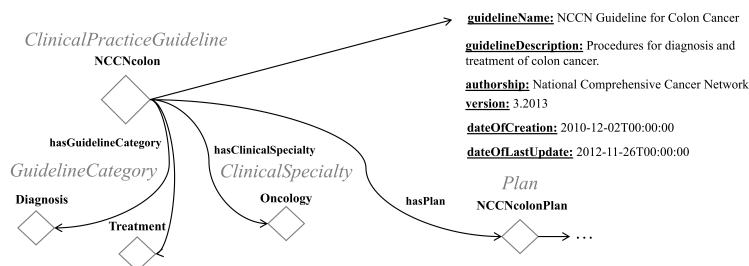 guidelineName: NCCN Guideline for Colon Cancer
ClinicalPracticeGuideline
NCCNcolon
guidelineDescription: Procedures for diagnosis and
treatment of colon cancer.
authorship: National Comprehensive Cancer Network
version: 3.2013
dateOfCreation: 2010-12-02T00:00:00
dateOfLastUpdate: 2012-11-26T00:00:00
hasGuidelineCategory
hasClinicalSpecialty
GuidelineCategory
ClinicalSpecialty
Plan
Diagnosis
Treatment
Oncology
hasPlan
NCCNcolonPlan
...